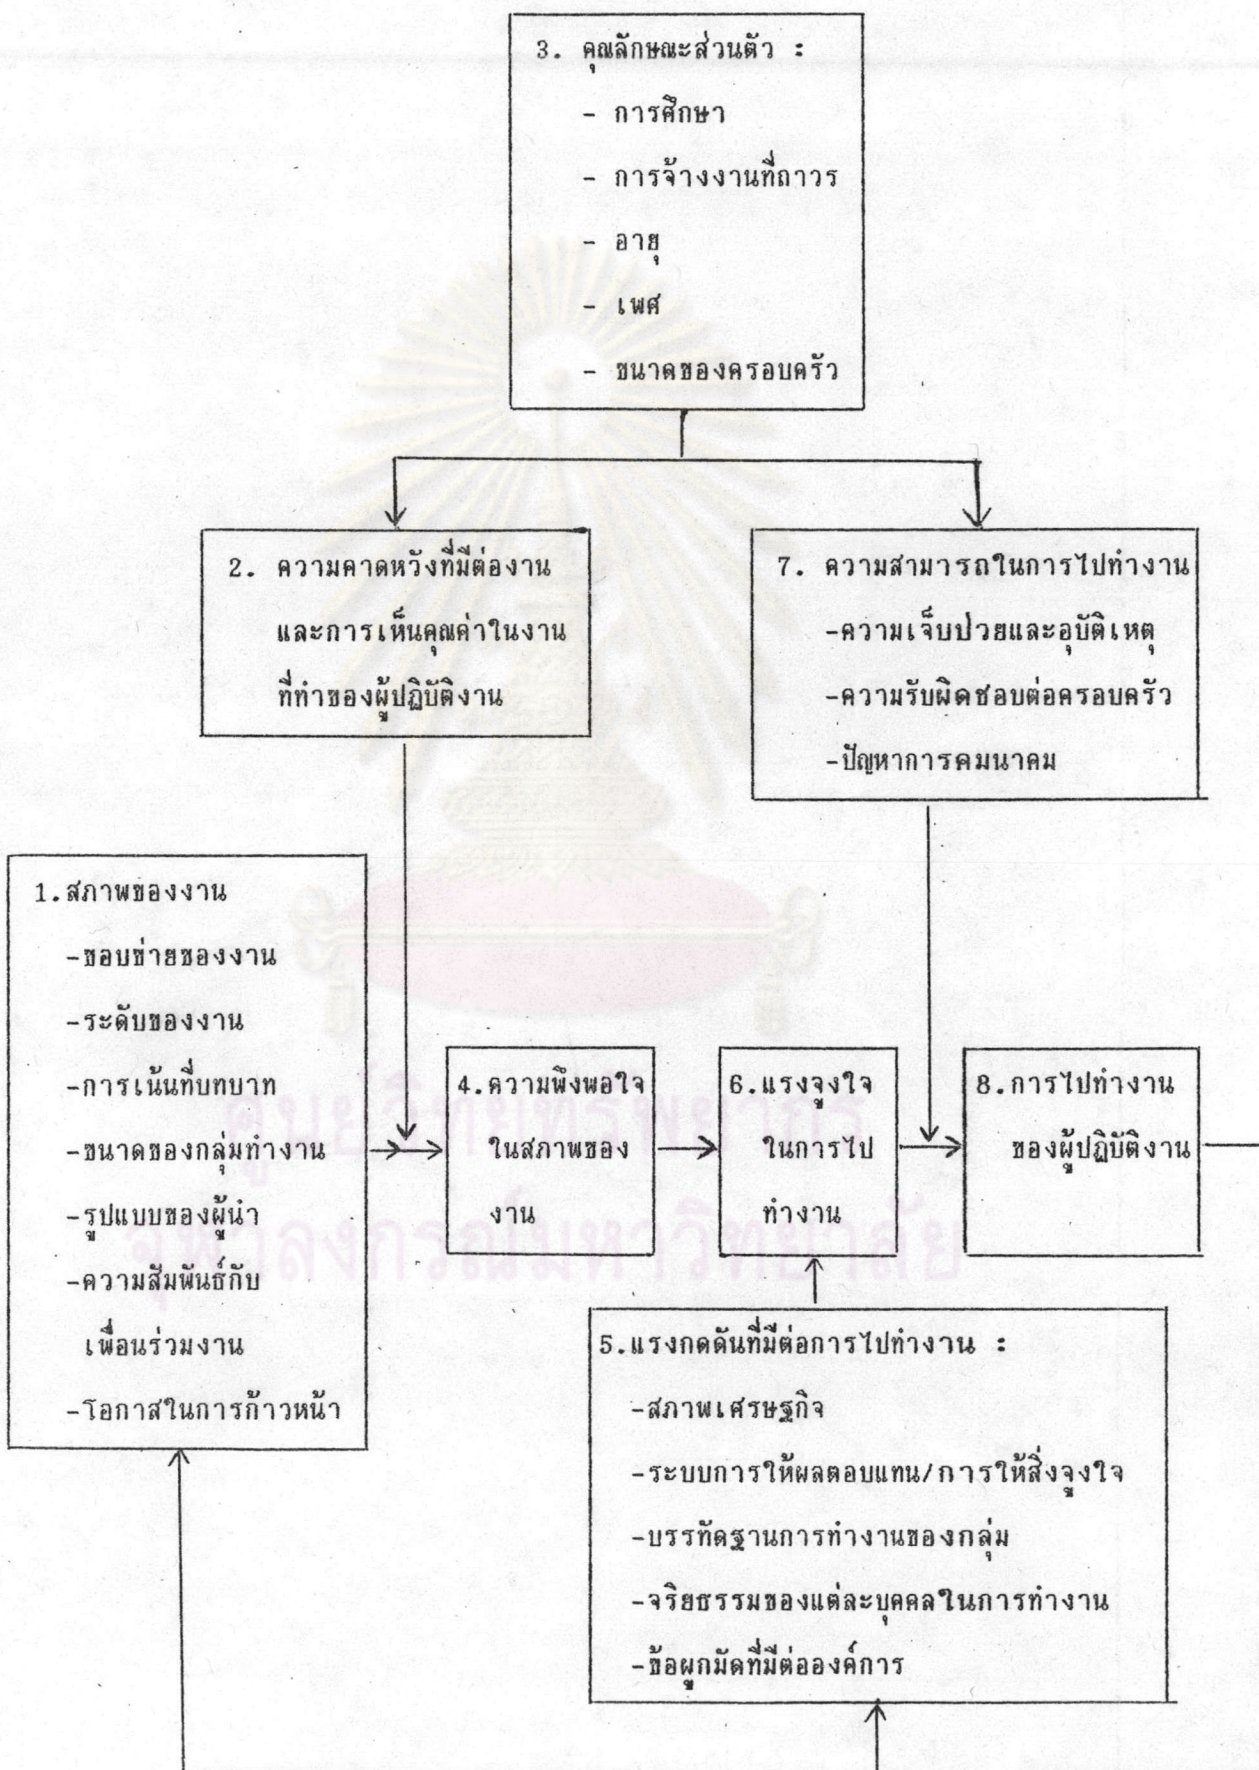 3. คุณลักษณะส่วนตัว :
- การศึกษา
- การจ้างงานที่ถาวร
- อายุ
- เพศ
- ขนาดของครอบครัว
2. ความคาดหวังที่มีต่องาน
และการเห็นคุณค่าในงาน
ที่ทำของผู้ปฏิบัติงาน
7. ความสามารถในการไปทำงาน
-ความเจ็บป่วยและอุบัติเหตุ
-ความรับผิดชอบต่อครอบครัว
-ปัญหาการคมนาคม
1.สภาพของงาน
-ขอบข่ายของงาน
-ระดับของงาน
-การเน้นที่บทบาท
-ขนาดของกลุ่มทำงาน
-รูปแบบของผู้นำ
-ความสัมพันธ์กับ
เพื่อนร่วมงาน
-โอกาสในการก้าวหน้า
4.ความพึงพอใจ
ในสภาพของ
งาน
6.แรงจูงใจ
ในการไป
ทำงาน
8.การไปทำงาน
ของผู้ปฏิบัติงาน
5.แรงกดดันที่มีต่อการไปทำงาน :
-สภาพเศรษฐกิจ
-ระบบการให้ผลตอบแทน/การให้สิ่งจูงใจ
-บรรทัดฐานการทำงานของกลุ่ม
-จริยธรรมของแต่ละบุคคลในการทำงาน
-ข้อผูกมัดที่มีต่อองค์การ
ศูนย์วิทยทรัพยากร
จุฬาลงกรณ์มหาวิทยาลัย